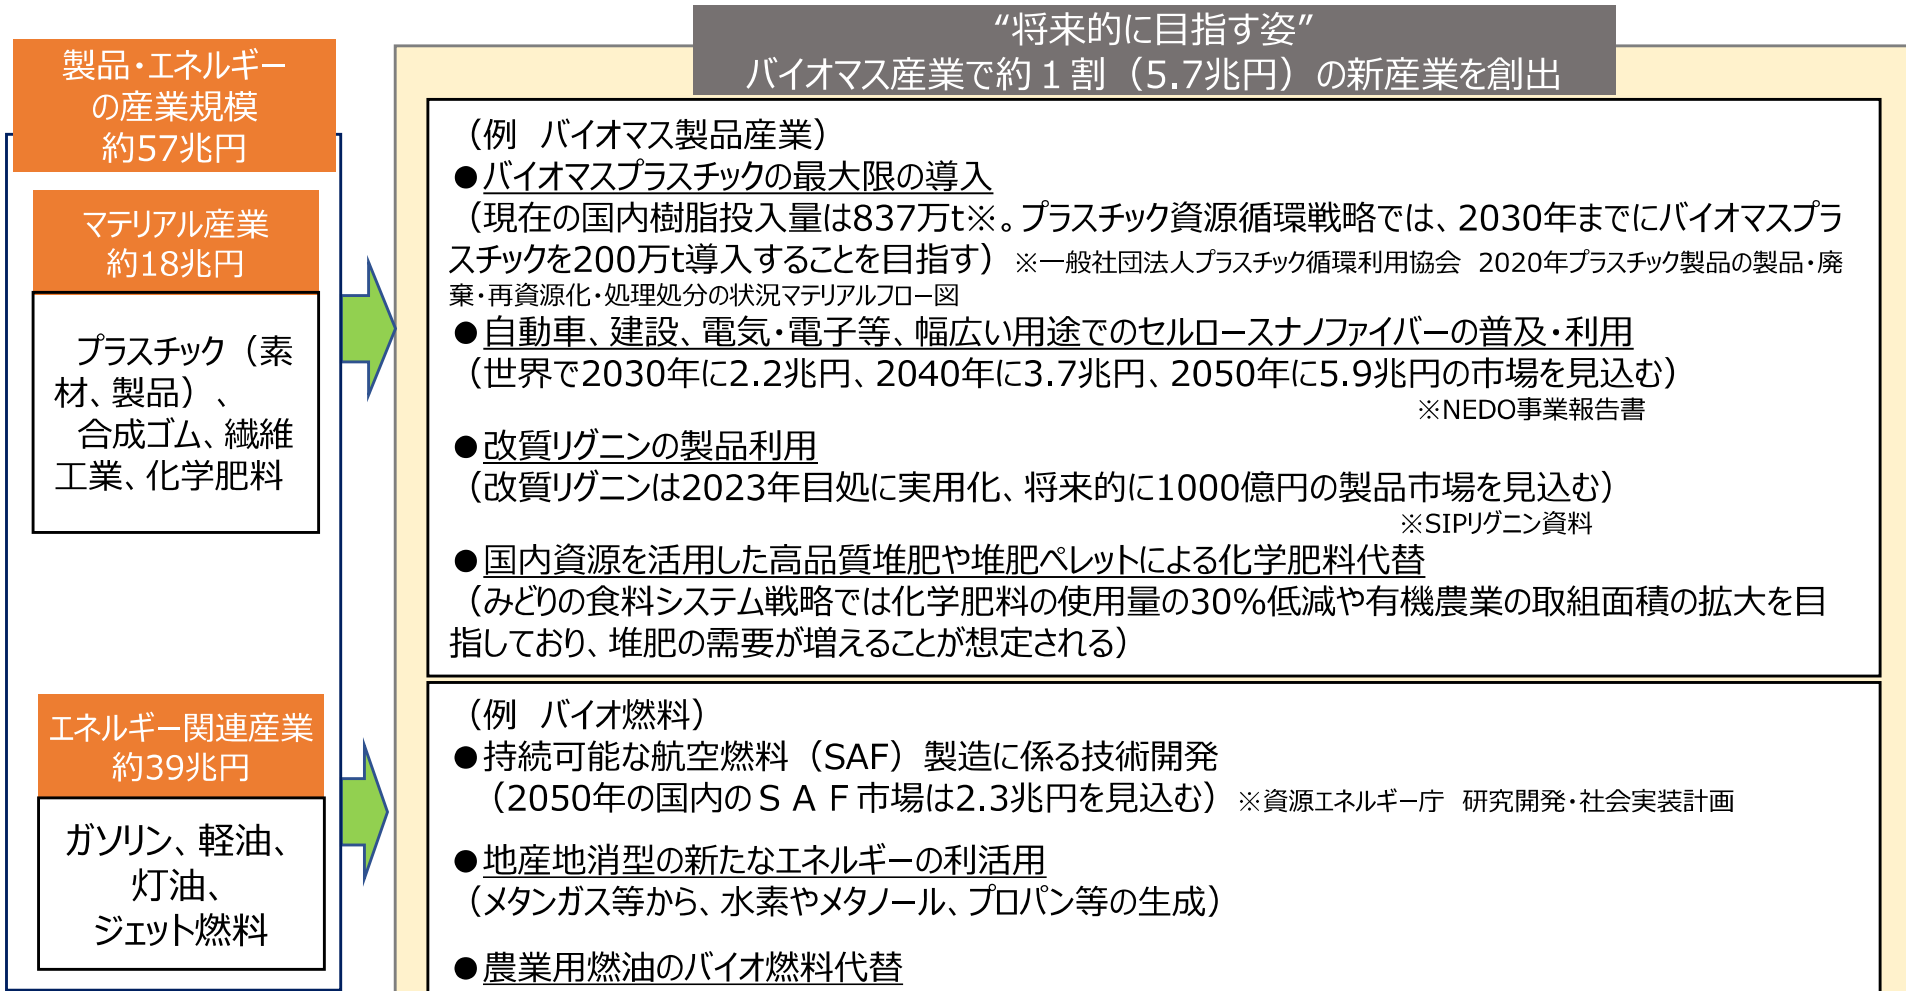 製品・エネルギー
の産業規模
約57兆円
マテリアル産業
約18兆円
プラスチック（素
材、製品）、
合成ゴム、繊維
工業、化学肥料
エネルギー関連産業
約39兆円
ガソリン、軽油、
灯油、
ジェット燃料
“将来的に目指す姿”
バイオマス産業で約１割（5.7兆円）の新産業を創出
（例　バイオマス製品産業）
●バイオマスプラスチックの最大限の導入
（現在の国内樹脂投入量は837万t※。プラスチック資源循環戦略では、2030年までにバイオマスプラ
スチックを200万t導入することを目指す）※一般社団法人プラスチック循環利用協会　2020年プラスチック製品の製品・廃
棄・再資源化・処理処分の状況マテリアルフロー図
●自動車、建設、電気・電子等、幅広い用途でのセルロースナノファイバーの普及・利用
（世界で2030年に2.2兆円、2040年に3.7兆円、2050年に5.9兆円の市場を見込む）
※NEDO事業報告書
●改質リグニンの製品利用
（改質リグニンは2023年目処に実用化、将来的に1000億円の製品市場を見込む）
※SIPリグニン資料
●国内資源を活用した高品質堆肥や堆肥ペレットによる化学肥料代替
（みどりの食料システム戦略では化学肥料の使用量の30%低減や有機農業の取組面積の拡大を目
指しており、堆肥の需要が増えることが想定される）
（例　バイオ燃料）
●持続可能な航空燃料（SAF）製造に係る技術開発
（2050年の国内のＳＡＦ市場は2.3兆円を見込む）※資源エネルギー庁　研究開発・社会実装計画
●地産地消型の新たなエネルギーの利活用
（メタンガス等から、水素やメタノール、プロパン等の生成）
●農業用燃油のバイオ燃料代替